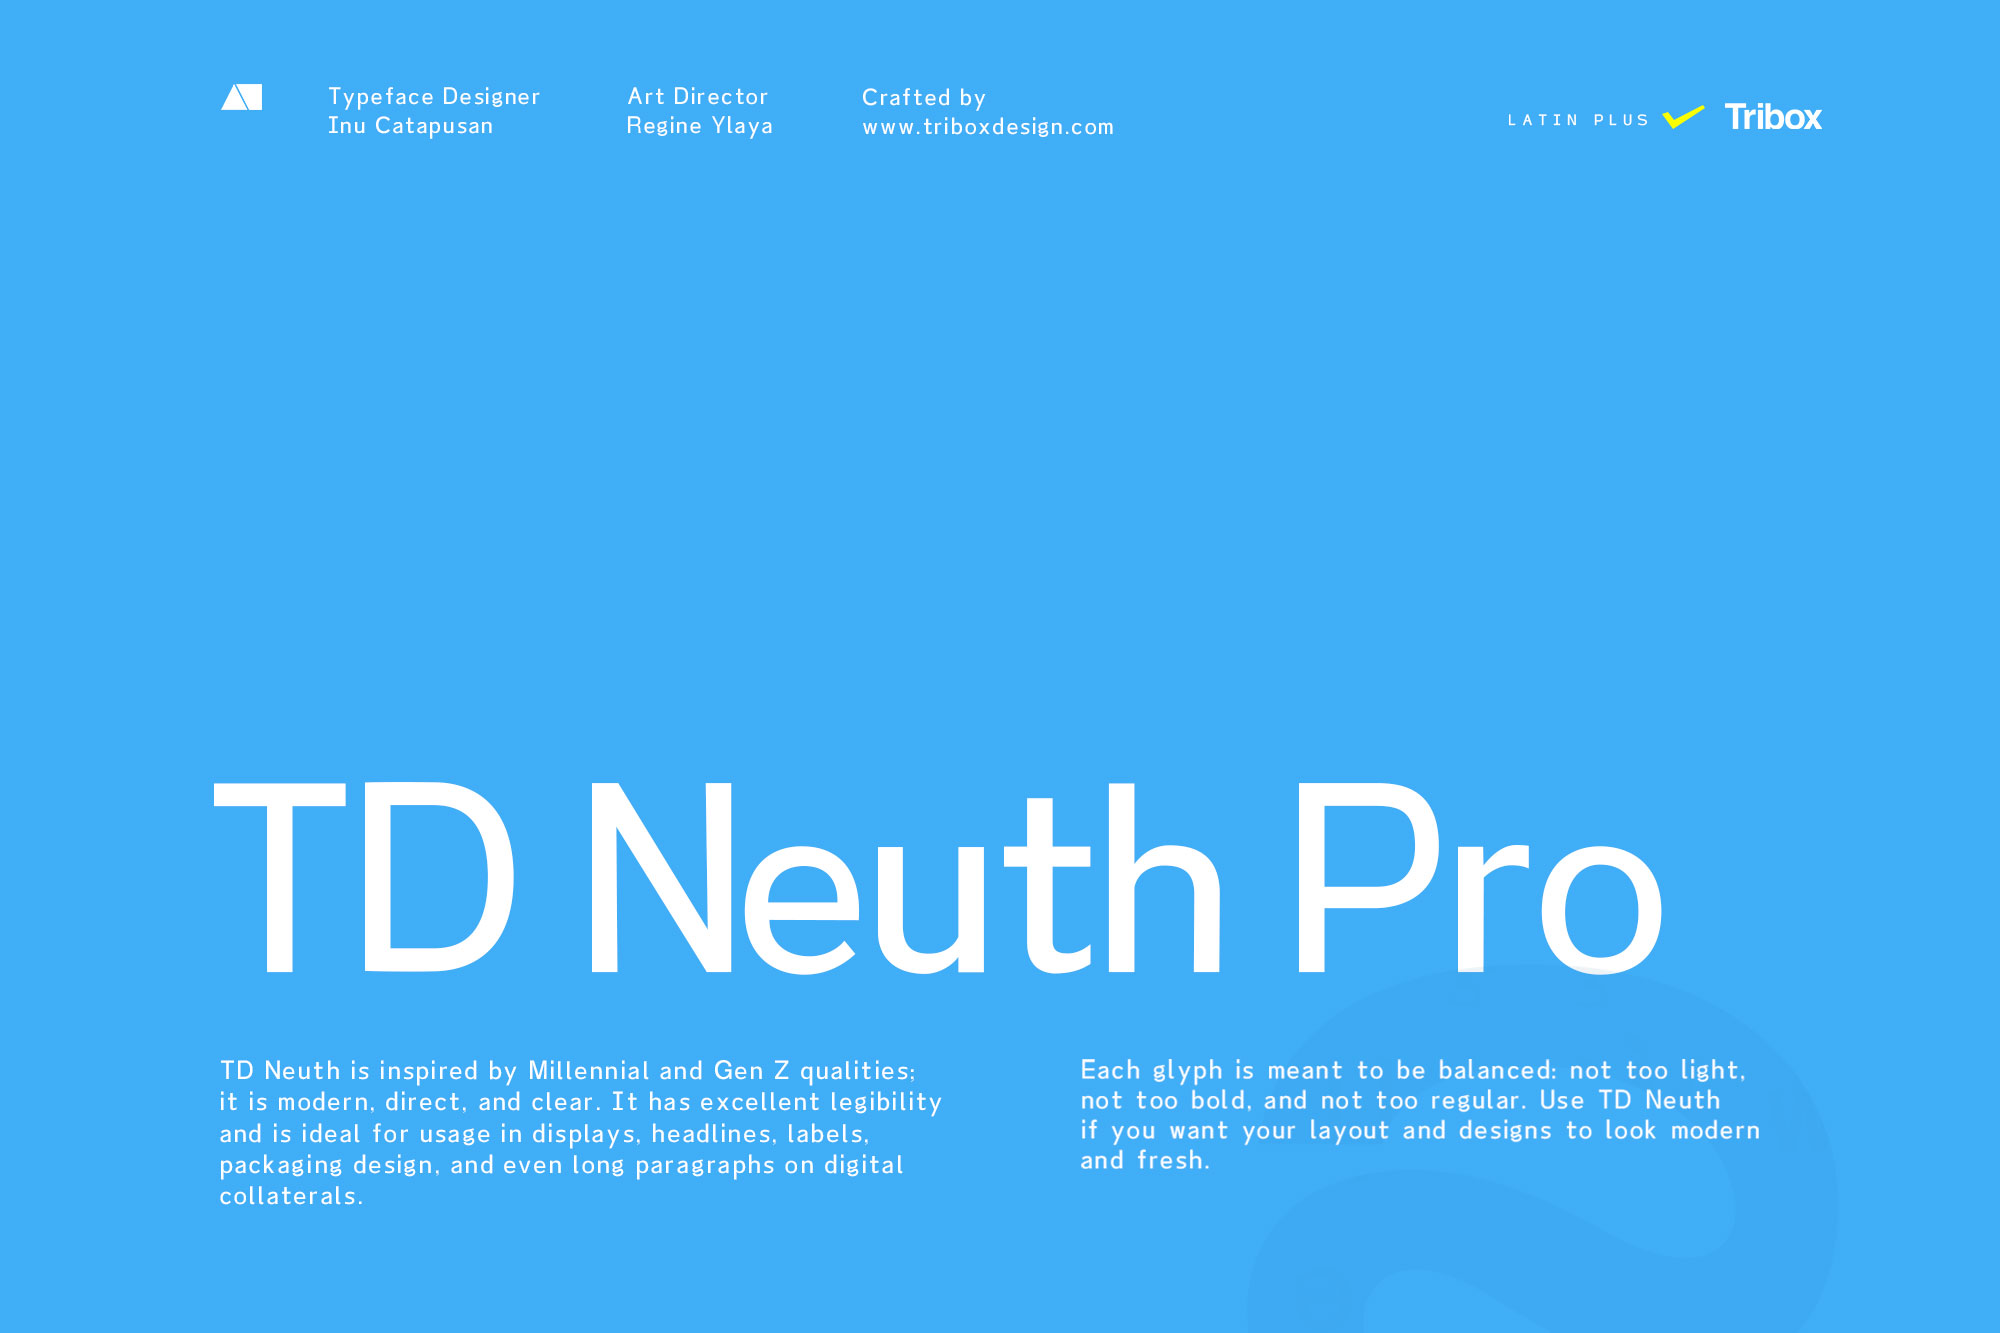 Typeface Designer
Inu Catapusan
Art Director
Regine Ylaya
Crafted by
www.triboxdesign.com
LATIN PLUS
Tribox
TD Neuth Pro
TD Neuth is inspired by Millennial and Gen Z qualities;
it is modern, direct, and clear. It has excellent legibility
and is ideal for usage in displays, headlines, labels,
packaging design, and even long paragraphs on digital
collaterals.
Each glyph is meant to be balanced: not too light,
not too bold, and not too regular. Use TD Neuth
if you want your layout and designs to look modern
and fresh.